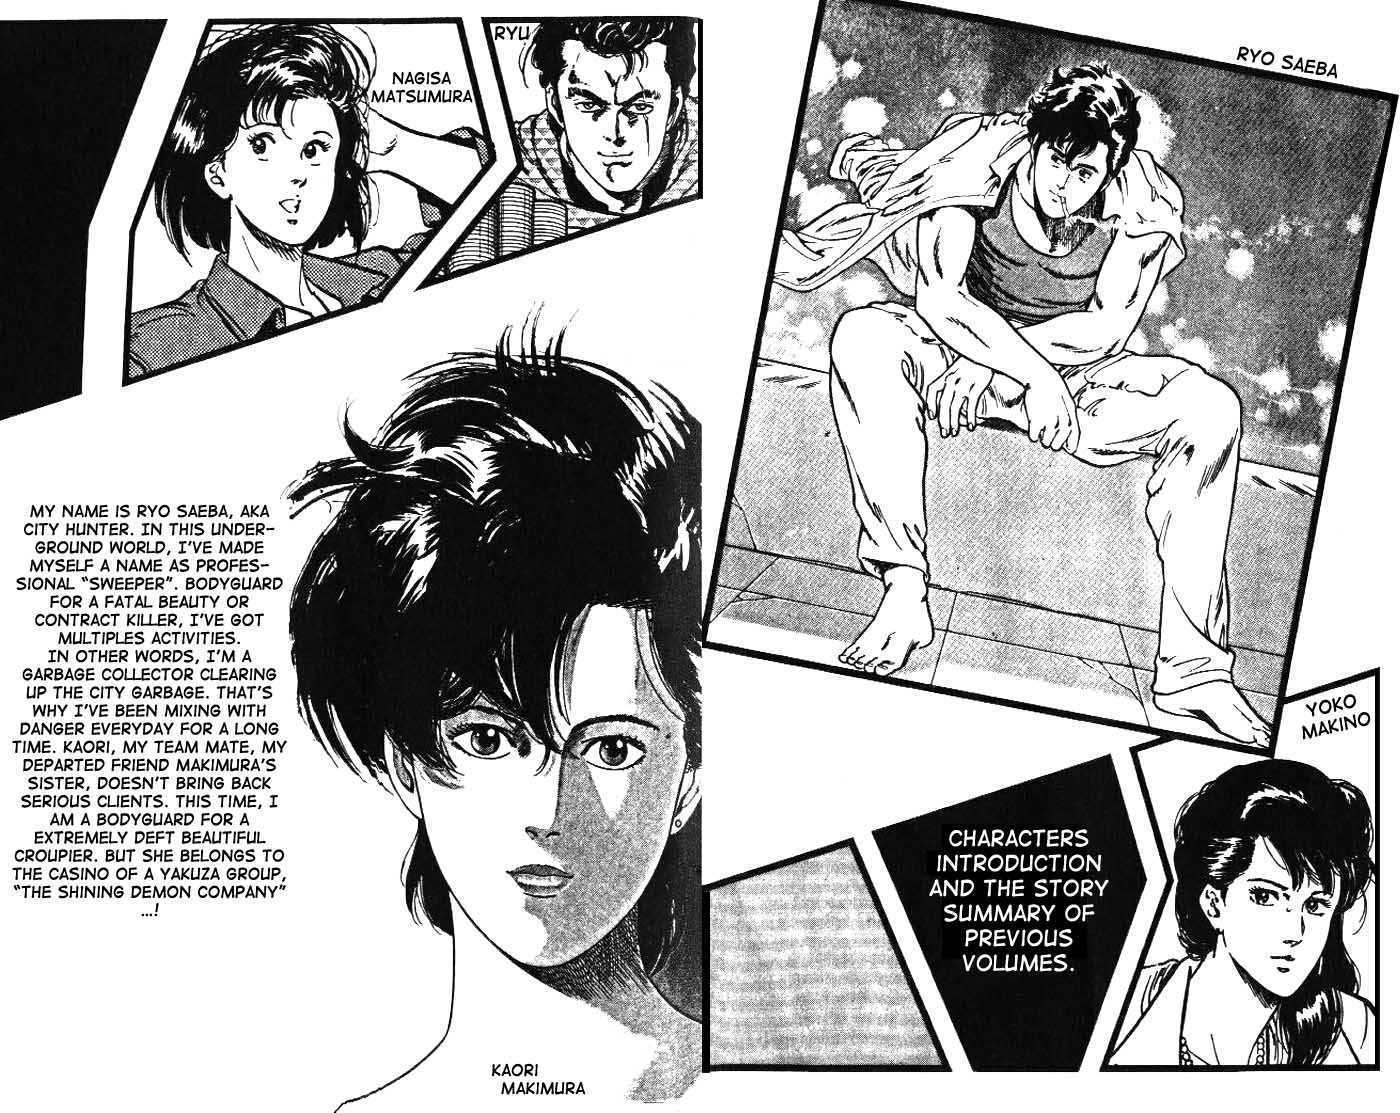 NAGISA
MATSUMURA
RYU
RYO SAEBA
MY NAME IS RYO SAEBA, AKA
CITY HUNTER. IN THIS UNDER-
GROUND WORLD, I'VE MADE
MYSELF A NAME AS PROFES-
SIONAL "SWEEPER". BODYGUARD
FOR A FATAL BEAUTY OR
CONTRACT KILLER, I'VE GOT
MULTIPLES ACTIVITIES.
IN OTHER WORDS, I'M A
GARBAGE COLLECTOR CLEARING
UP THE CITY GARBAGE. THAT'S
WHY I'VE BEEN MIXING WITH
DANGER EVERYDAY FOR A LONG
TIME. KAORI, MY TEAM MATE, MY
DEPARTED FRIEND MAKIMURA'S
SISTER, DOESN'T BRING BACK
SERIOUS CLIENTS. THIS TIME, I
AM A BODYGUARD FOR A
EXTREMELY DEFT BEAUTIFUL
CROUPIER. BUT SHE BELONGS TO
THE CASINO OF A YAKUZA GROUP,
"THE SHINING DEMON COMPANY"
...!
KAORI
MAKIMURA
YOKO
MAKINO
CHARACTERS
INTRODUCTION
AND THE STORY
SUMMARY OF
PREVIOUS
VOLUMES.